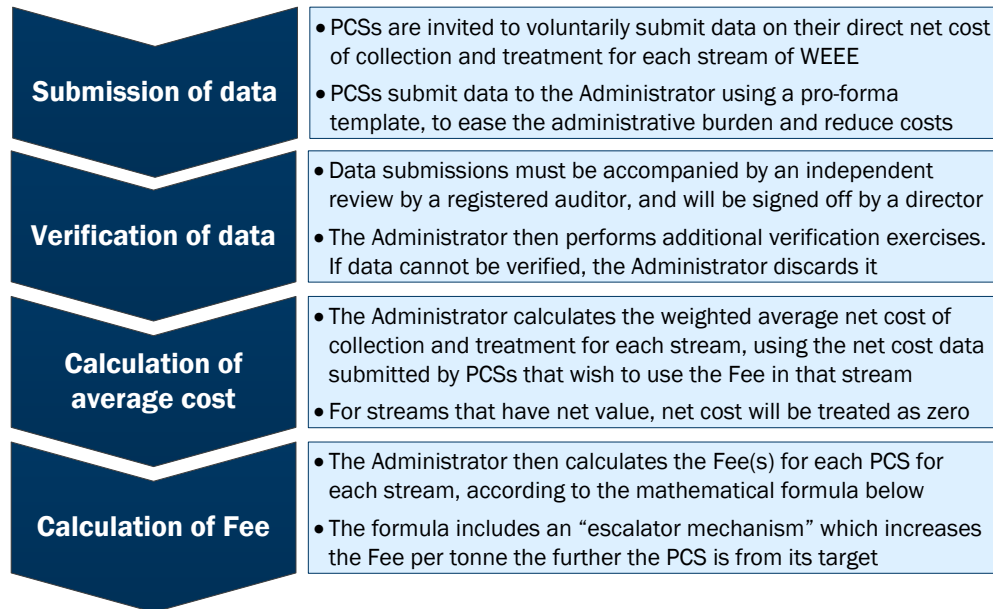 Submission of data
• PCSs are invited to voluntarily submit data on their direct net cost
of collection and treatment for each stream of WEEE
• PCSs submit data to the Administrator using a pro-forma
template, to ease the administrative burden and reduce costs
Verification of data
• Data submissions must be accompanied by an independent
review by a registered auditor, and will be signed off by a director
• The Administrator then performs additional verification exercises.
If data cannot be verified, the Administrator discards it
Calculation of
average cost
• The Administrator calculates the weighted average net cost of
collection and treatment for each stream, using the net cost data
submitted by PCSs that wish to use the Fee in that stream
• For streams that have net value, net cost will be treated as zero
Calculation of Fee
• The Administrator then calculates the Fee(s) for each PCS for
each stream, according to the mathematical formula below
• The formula includes an “escalator mechanism” which increases
the Fee per tonne the further the PCS is from its target